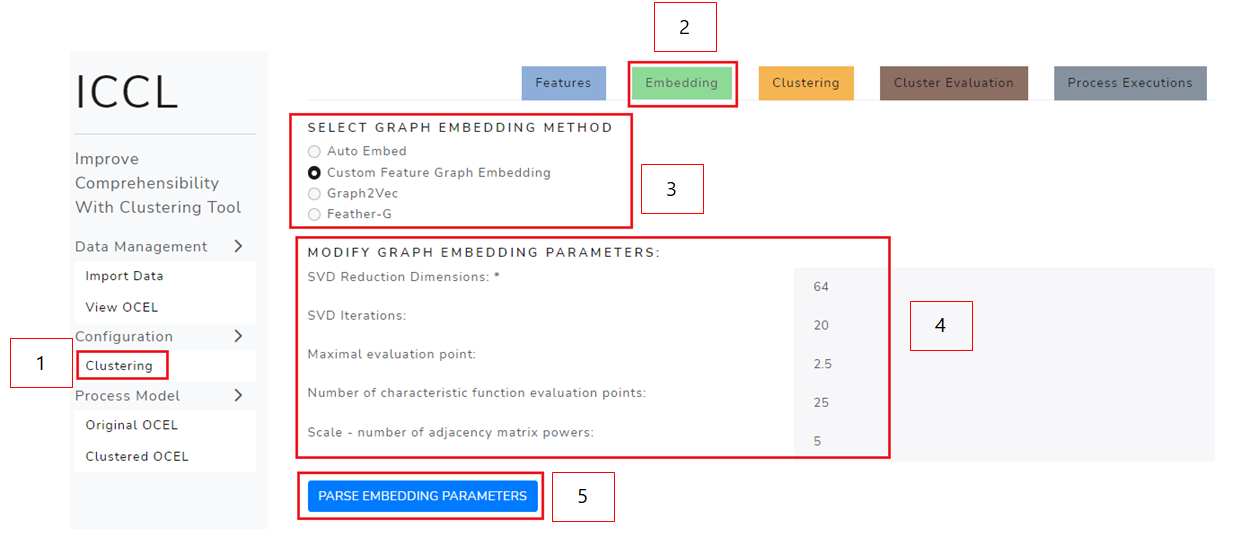 2
ICCL
Features
Embedding
Clustering
Cluster Evaluation
Process Executions
Improve
Comprehensibility
With Clustering Tool
Data Management
Import Data
View OCEL
Configuration
1
Clustering
Process Model
Original OCEL
Clustered OCEL
SELECT GRAPH EMBEDDING METHOD
Auto Embed
Custom Feature Graph Embedding
Graph2Vec
Feather-G
3
MODIFY GRAPH EMBEDDING PARAMETERS:
SVD Reduction Dimensions: *
64
SVD Iterations:
20
Maximal evaluation point:
2.5
Number of characteristic function evaluation points:
25
Scale - number of adjacency matrix powers:
5
4
PARSE EMBEDDING PARAMETERS
5